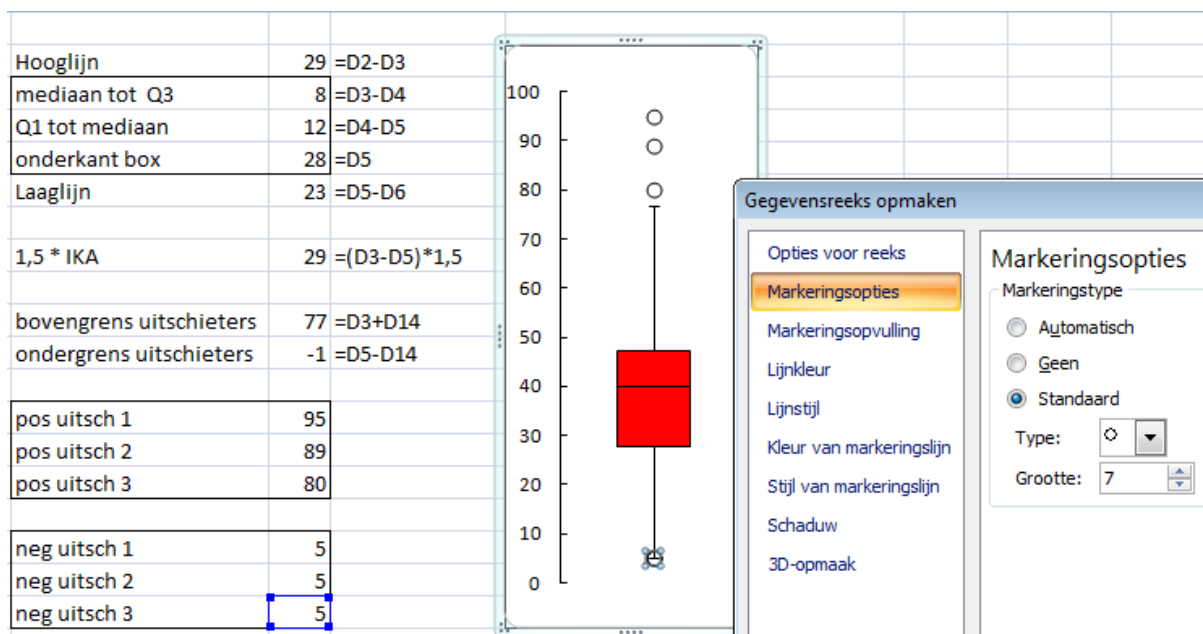 Hooglijn 29 =D2-D3
mediaan tot Q3 8 =D3-D4
Q1 tot mediaan 12 =D4-D5
onderkant box 28 =D5
Laaglijn 23 =D5-D6
1,5 * IKA 29 =(D3-D5)*1,5
bovengrens uitschieters 77 =D3+D14
ondergrens uitschieters -1 =D5-D14
pos uitsch 1 95
pos uitsch 2 89
pos uitsch 3 80
neg uitsch 1 5
neg uitsch 2 5
neg uitsch 3 5
100
90
80
70
60
50
40
30
20
10
0
Gegevensreeks opmaken
Opties voor reeks
Markeringsopties
Markeringsopvulling
Lijnkleur
Lijnstijl
Kleur van markeringslijn
Stijl van markeringslijn
Schaduw
3D-opmaak
Markeringsopties
Markeringstype
Automatisch
Geen
Standaard
Type:
Grootte: 7